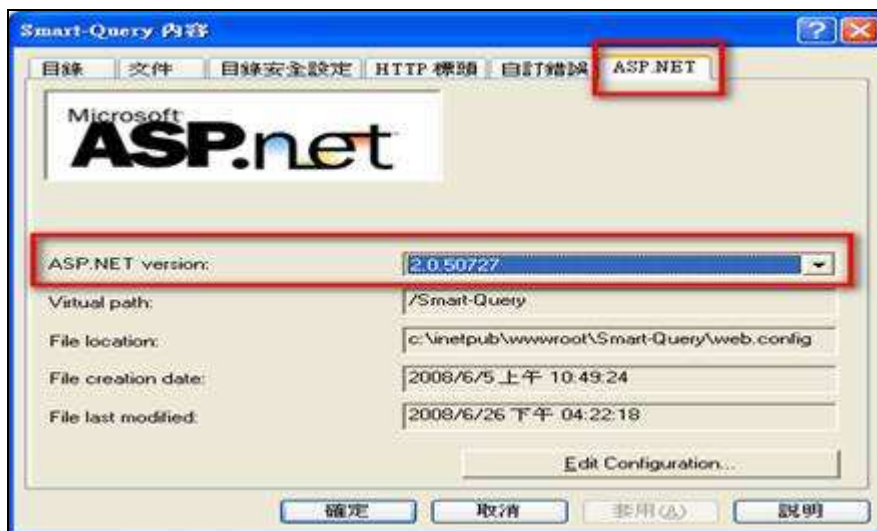 Smart-Query 內容
目錄 文件 目錄安全設定 HTTP 標頭 自訂錯誤 ASP.NET
Microsoft
ASP.net
ASP.NET version: 2.0.50727
Virtual path: /Smart-Query
File location: c:\inetpub\wwwroot\Smart-Query\web.config
File creation date: 2008/6/5 上午 10:49:24
File last modified: 2008/6/26 下午 04:22:18
Edit Configuration...
確定 取消 套用(A) 說明